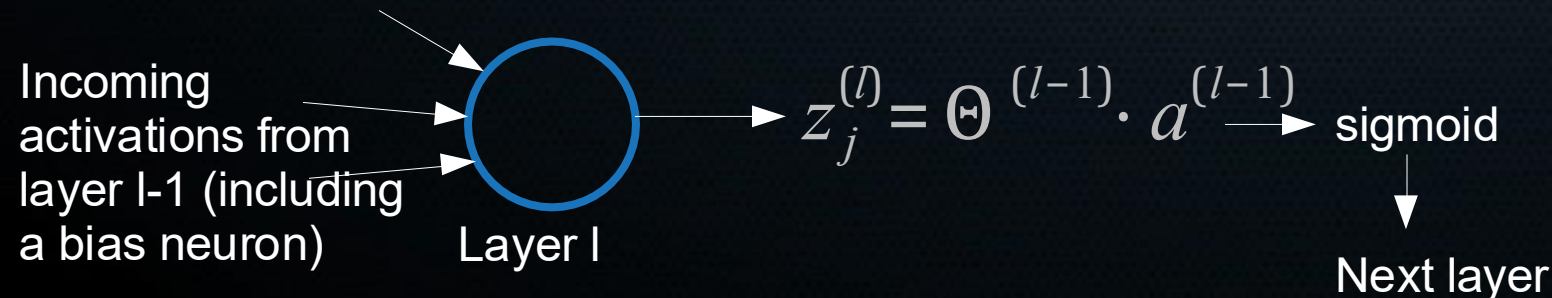 Incoming
activations from
layer l-1 (including
a bias neuron)
Layer l
z_j^{(l)} = Θ^{(l-1)} · a^{(l-1)}
sigmoid
Next layer